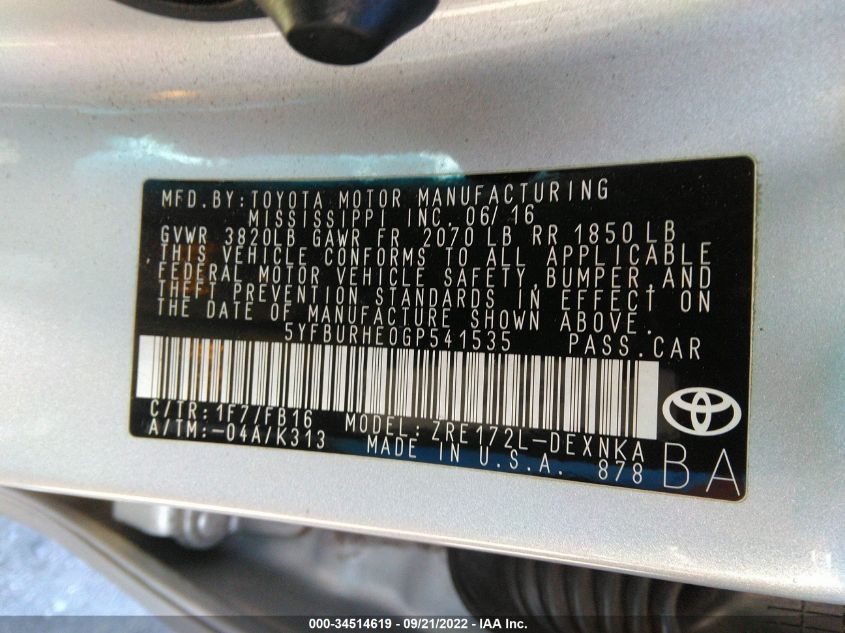 MFD. BY: TOYOTA MOTOR MANUFACTURING
MISSISSIPPI INC. 06/16
GVWR 3820LB GAWR FR 2070 LB RR 1850 LB
THIS VEHICLE CONFORMS TO ALL APPLICABLE
FEDERAL MOTOR VEHICLE SAFETY, BUMPER, AND
THEFT PREVENTION STANDARDS IN EFFECT ON
THE DATE OF MANUFACTURE SHOWN ABOVE.
5YFBURHE0GP541535 PASS. CAR
C/TR: 1F7/FB16 MODEL: ZRE172L-DEXNKA
A/TM: -04A/K313 MADE IN U.S.A. 878
BA
000-34514619 - 09/21/2022 - IAA Inc.